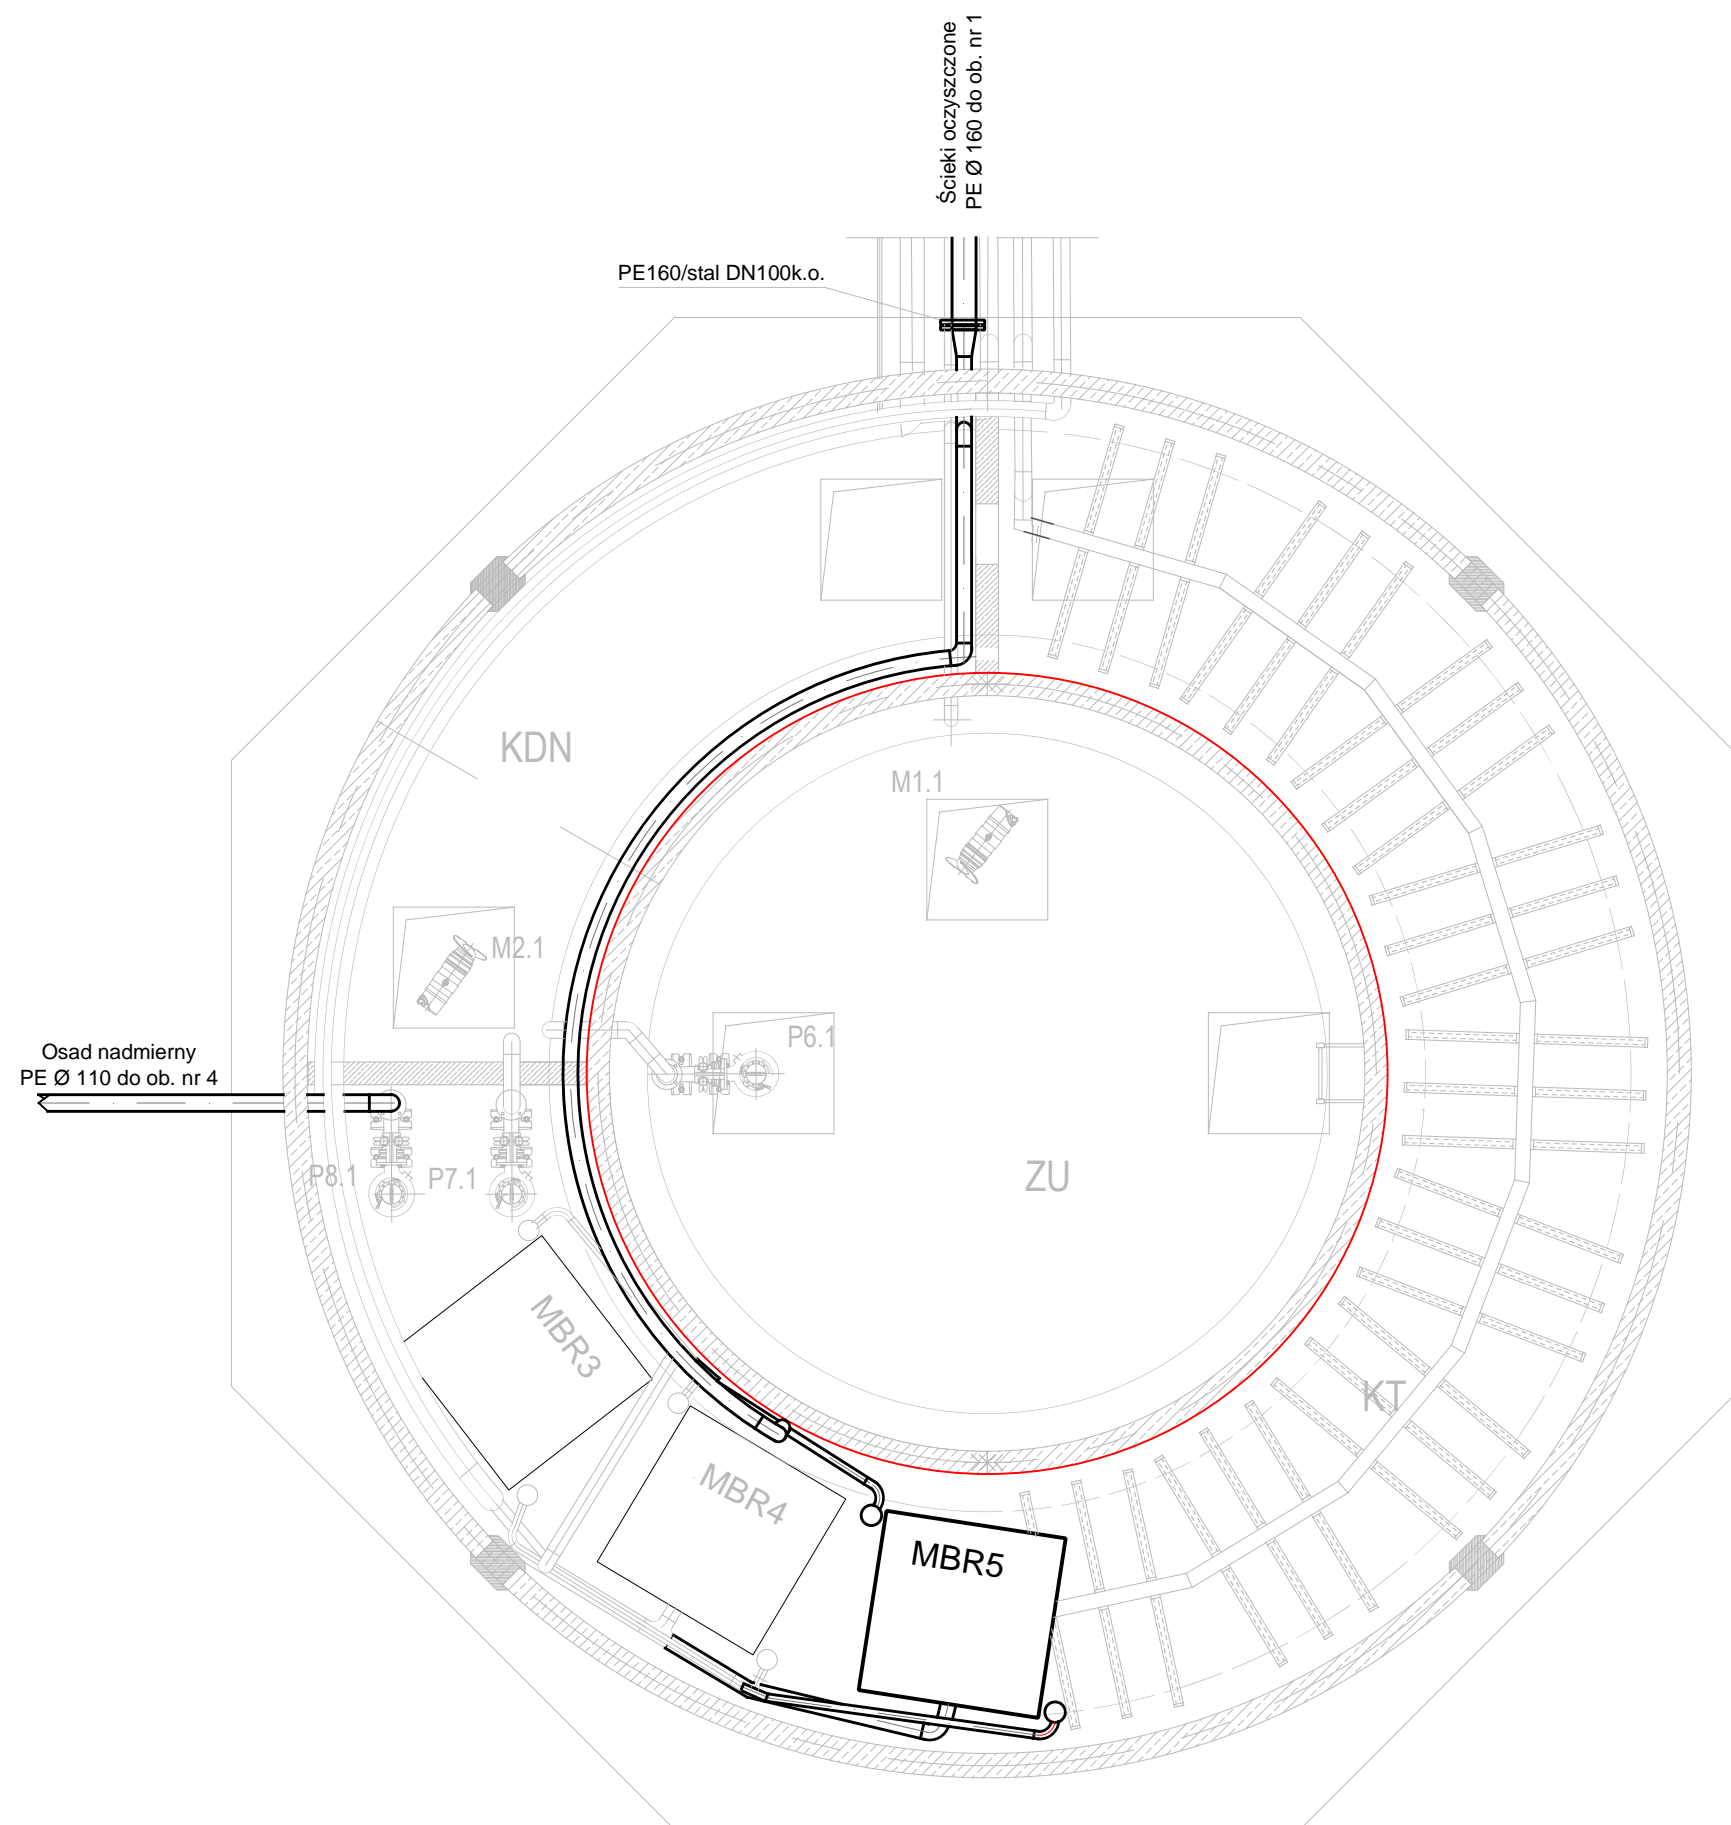 Ścieki oczyszczone
PE Ø 160 do ob. nr 1
PE160/stal DN100k.o.
KDN
M1.1
M2.1
P6.1
Osad nadmierny
PE Ø 110 do ob. nr 4
P8.1
P7.1
ZU
MBR3
KT
MBR4
MBR5